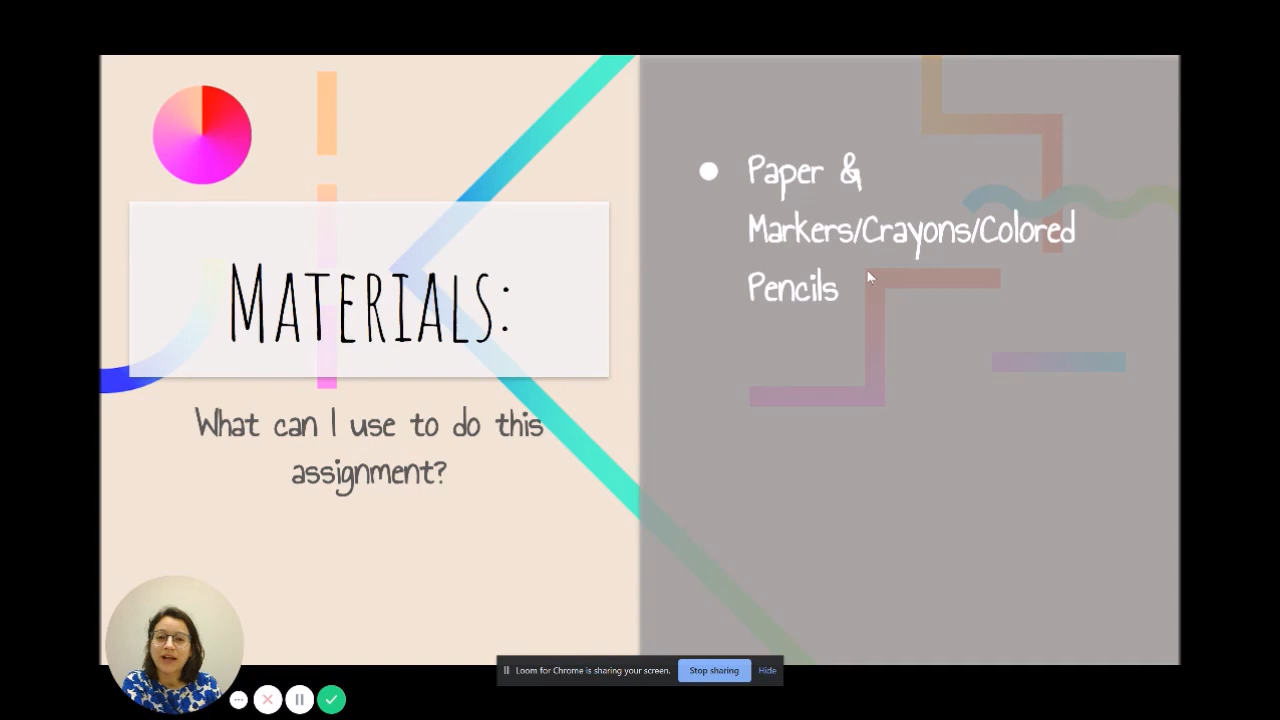 Materials:
What can I use to do this
assignment?
● Paper &
Markers/Crayons/Colored
Pencils
Loom for Chrome is sharing your screen. Stop sharing Hide